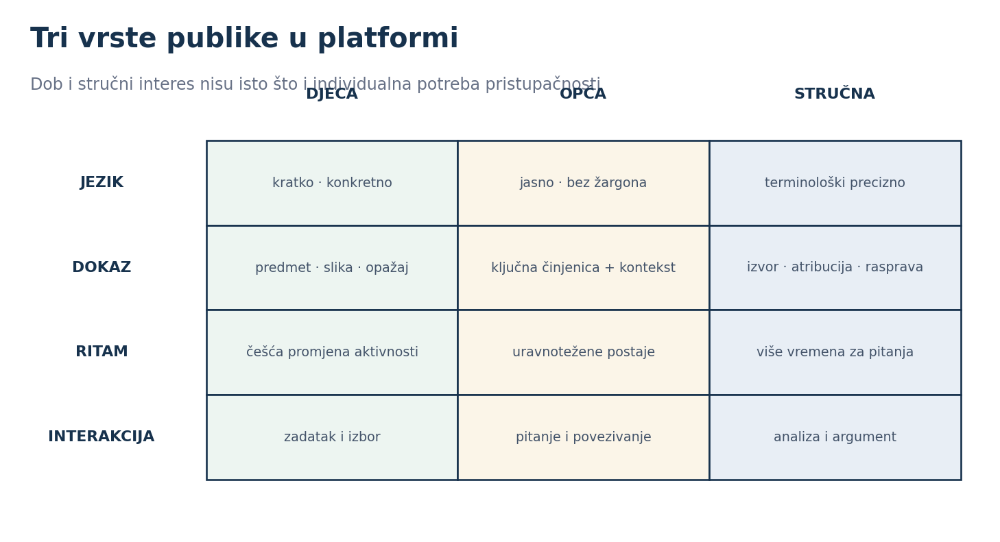 Tri vrste publike u platformi
Dob i stručni interes nisu isto što i individualna potreba pristupačnosti
DJECA OPĆA STRUČNA
JEZIK kratko · konkretno jasno · bez žargona terminološki precizno
DOKAZ predmet · slika · opažaj ključna činjenica + kontekst izvor · atribucija · rasprava
RITAM češća promjena aktivnosti uravnotežene postaje više vremena za pitanja
INTERAKCIJA zadatak i izbor pitanje i povezivanje analiza i argument